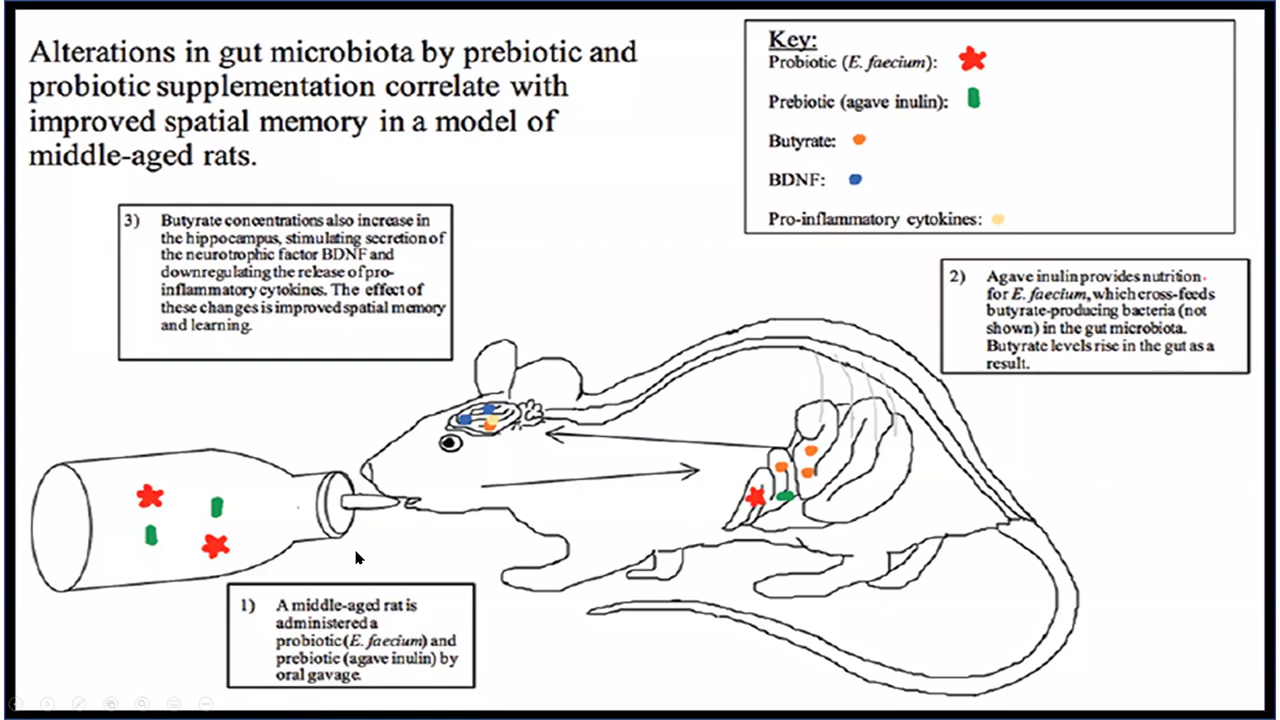 Alterations in gut microbiota by prebiotic and
probiotic supplementation correlate with
improved spatial memory in a model of
middle-aged rats.
Key:
Probiotic (E. faecium):
Prebiotic (agave inulin):
Butyrate:
BDNF:
Pro-inflammatory cytokines:
3) Butyrate concentrations also increase in
the hippocampus, stimulating secretion of
the neurotrophic factor BDNF and
downregulating the release of pro-
inflammatory cytokines. The effect of
these changes is improved spatial memory
and learning.
2) Agave inulin provides nutrition
for E. faecium, which cross-feeds
butyrate-producing bacteria (not
shown) in the gut microbiota.
Butyrate levels rise in the gut as a
result.
1) A middle-aged rat is
administered a
probiotic (E. faecium) and
prebiotic (agave inulin) by
oral gavage.